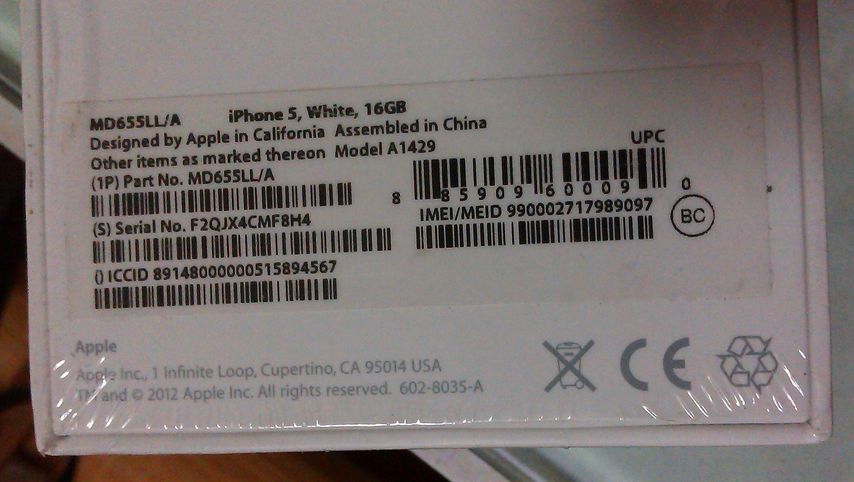 MD655LL/A iPhone 5, White, 16GB
Designed by Apple in California Assembled in China
Other items as marked thereon Model A1429
(1P) Part No. MD655LL/A
UPC
8 85909 60009 0
(S) Serial No. F2QJX4CMF8H4
IMEI/MEID 990002717989097
BC
() ICCID 89148000000515894567
Apple
Apple Inc., 1 Infinite Loop, Cupertino, CA 95014 USA
TM and © 2012 Apple Inc. All rights reserved. 602-8035-A
CE